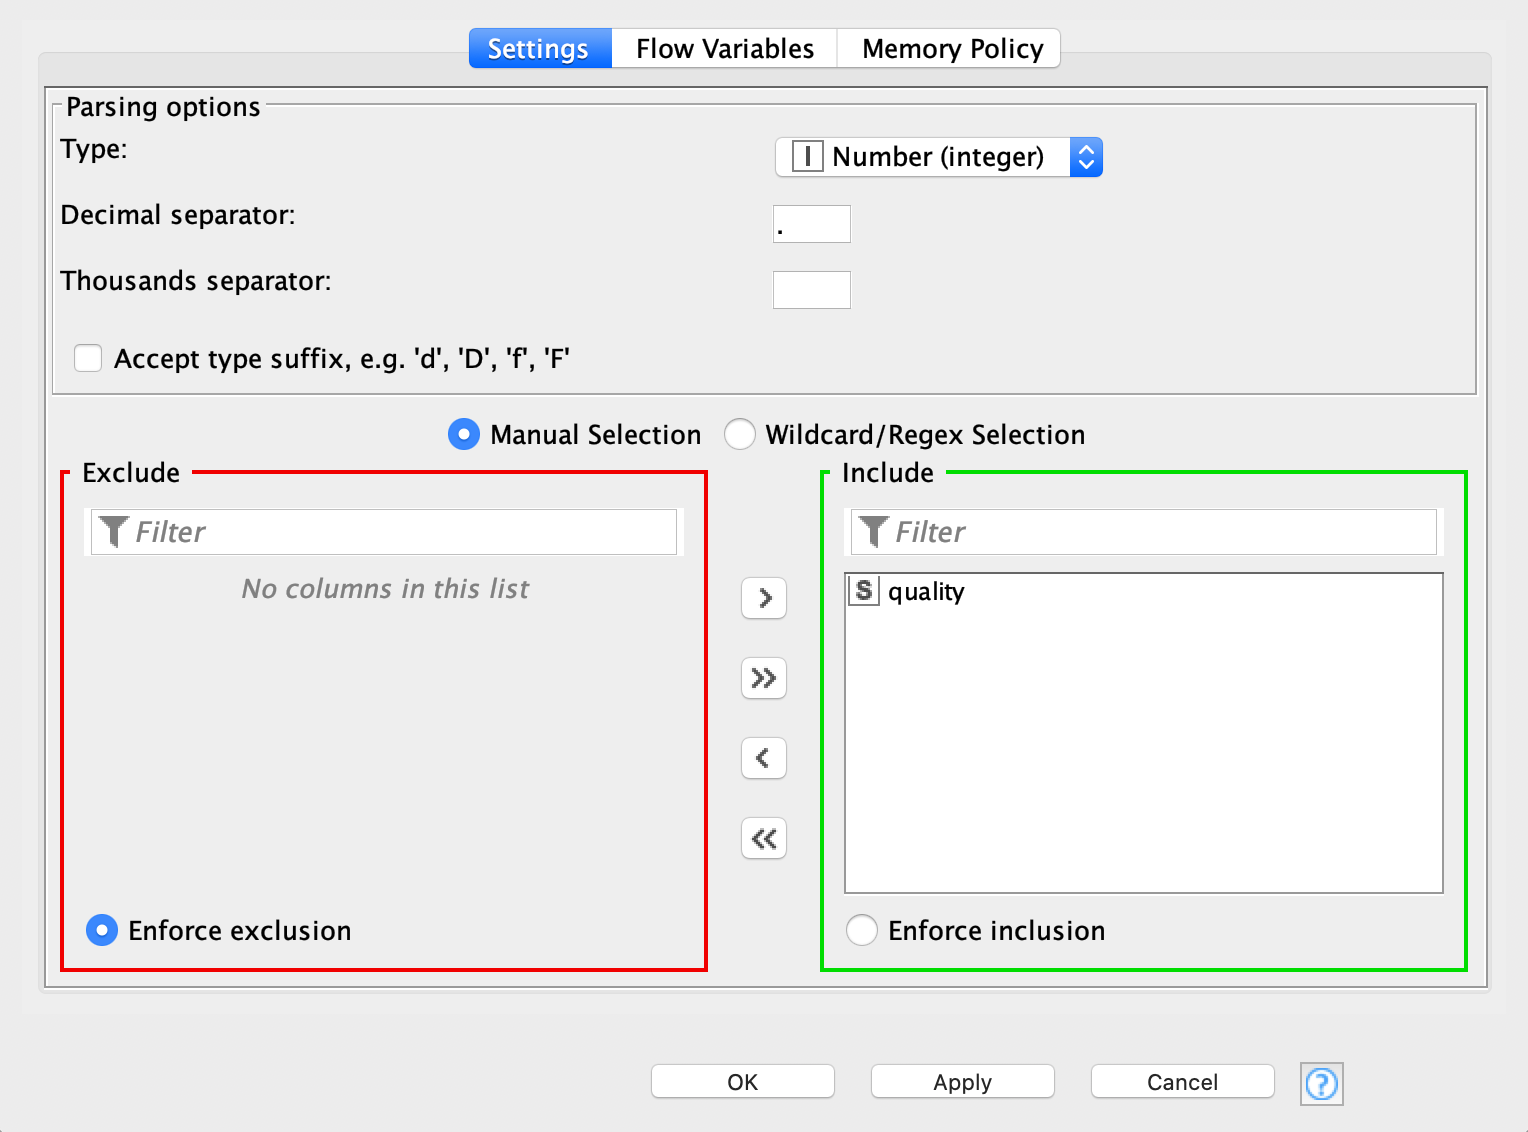 Settings Flow Variables Memory Policy
Parsing options
Type: I Number (integer)
Decimal separator: .
Thousands separator:
Accept type suffix, e.g. 'd', 'D', 'f', 'F'
Manual Selection Wildcard/Regex Selection
Exclude Include
Filter Filter
No columns in this list S quality
>
>>
<
<<
Enforce exclusion Enforce inclusion
OK Apply Cancel ?